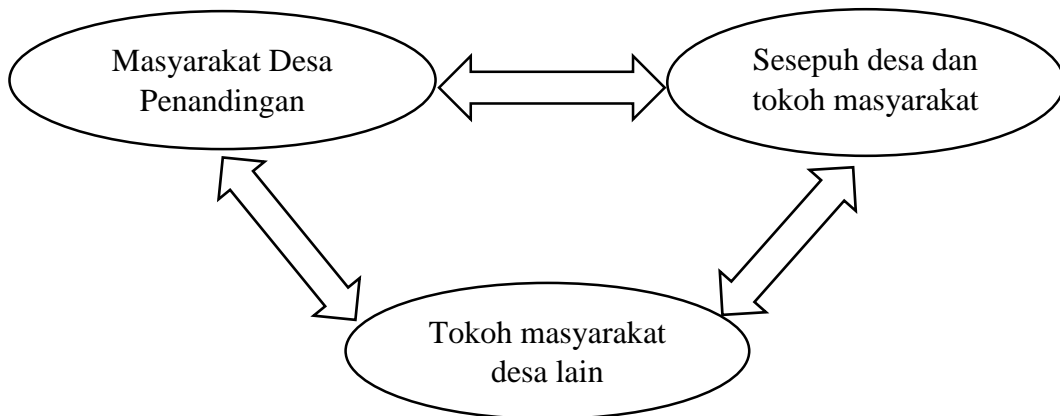 Masyarakat Desa
Penandingan
Sesepuh desa dan
tokoh masyarakat
Tokoh masyarakat
desa lain